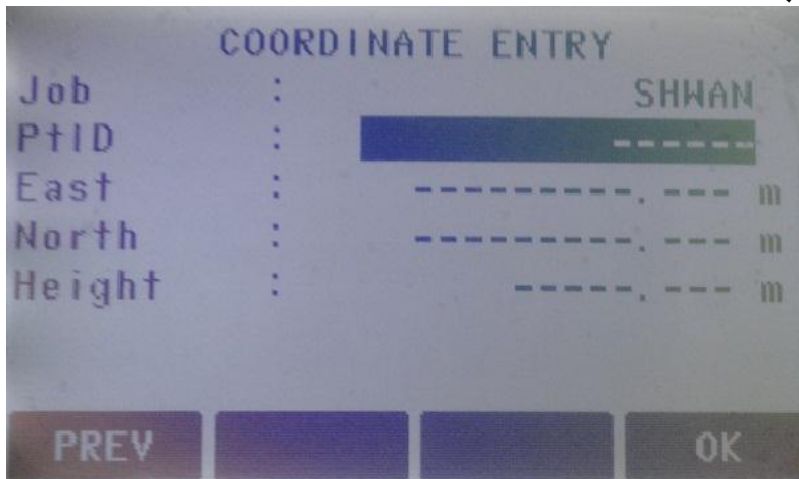 COORDINATE ENTRY
Job : SHWAN
PtID : ------
East : ---------.--- m
North : ---------.--- m
Height : -----.--- m
PREV OK